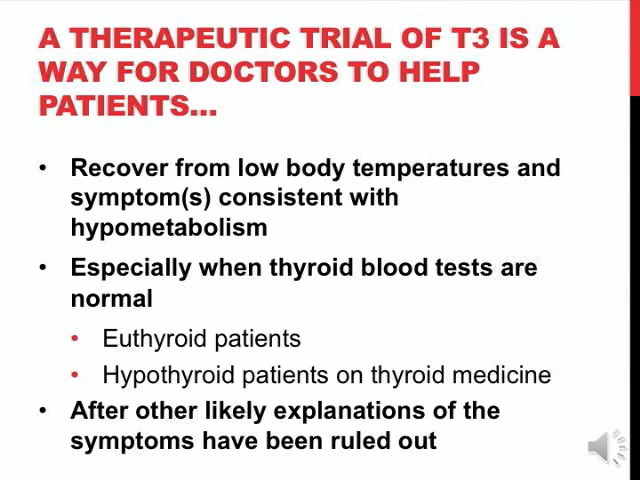 A THERAPEUTIC TRIAL OF T3 IS A
WAY FOR DOCTORS TO HELP
PATIENTS...
• Recover from low body temperatures and
symptom(s) consistent with
hypometabolism
• Especially when thyroid blood tests are
normal
• Euthyroid patients
• Hypothyroid patients on thyroid medicine
• After other likely explanations of the
symptoms have been ruled out